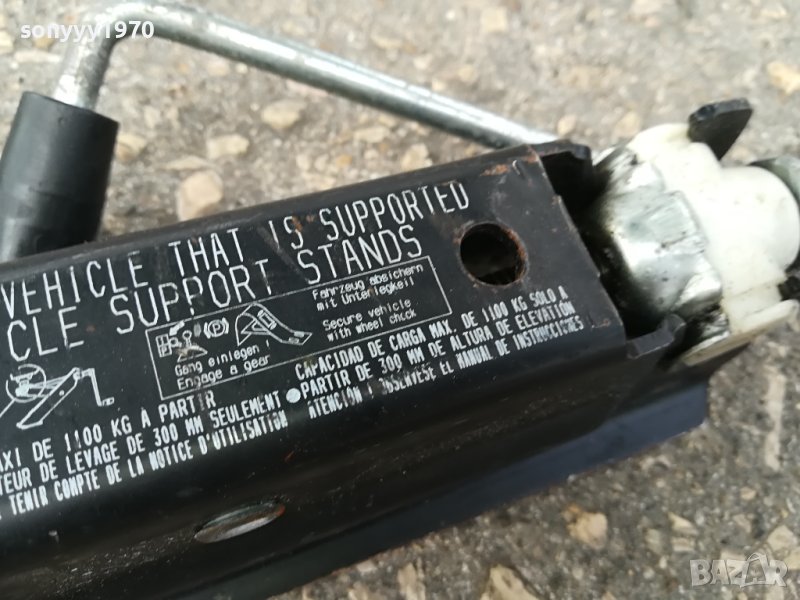 sonyyy1970
VEHICLE THAT IS SUPPORTED
CLE SUPPORT STANDS
Fahrzeug absichern
mit Unterlegkeil
Gang einlegen
Engage a gear
Secure vehicle
with wheel chock
AXI DE 1100 KG À PARTIR
TEUR DE LEVAGE DE 300 MM SEULEMENT
TENIR COMPTE DE LA NOTICE D'UTILISATION
CAPACIDAD DE CARGA MAX. DE 1100 KG SOLO A
PARTIR DE 300 MM DE ALTURA DE ELEVACION
ATENCION ! OBSERVESE EL MANUAL DE INSTRUCCIONES
sonyyy1970
BAZAR